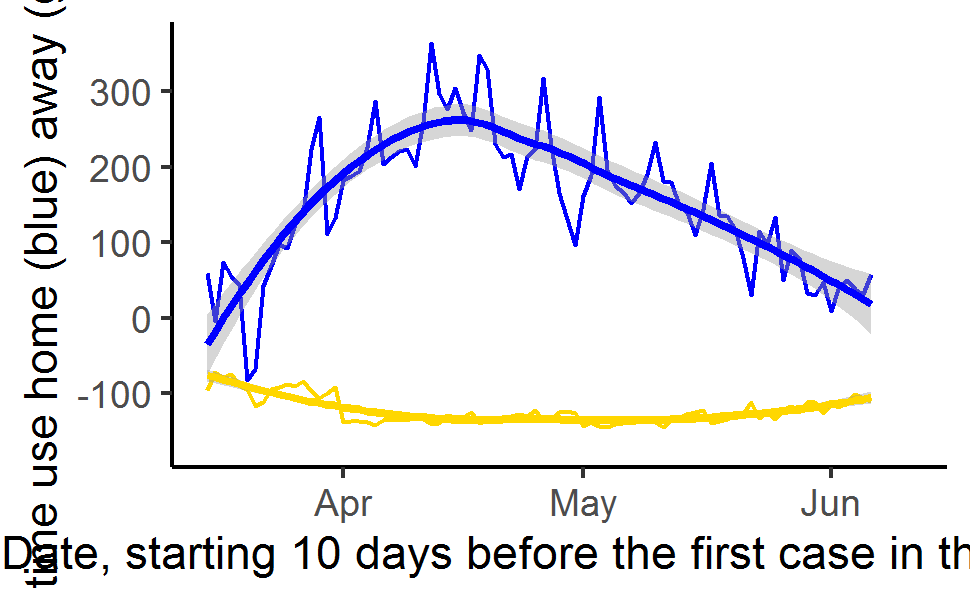 time use home (blue) away (
300
200
100
0
-100
Apr May Jun
Date, starting 10 days before the first case in th